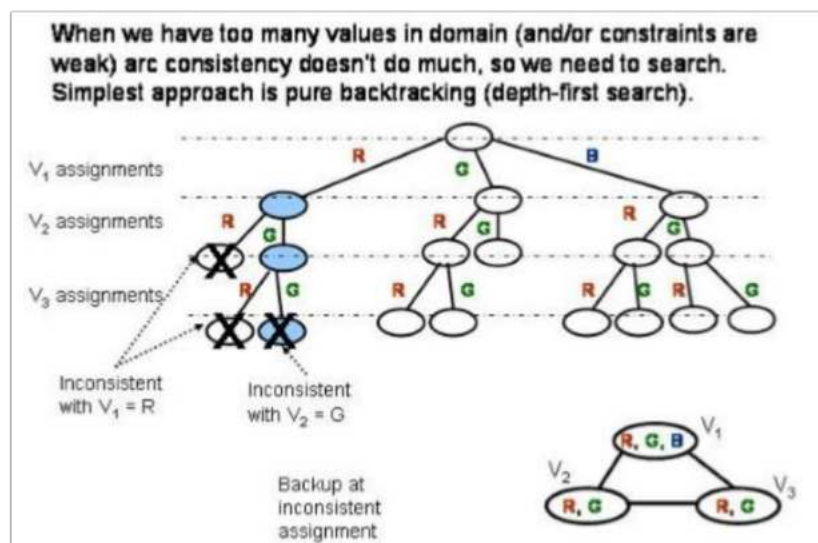 When we have too many values in domain (and/or constraints are
weak) arc consistency doesn't do much, so we need to search.
Simplest approach is pure backtracking (depth-first search).
V₁ assignments
R
G
B
V₂ assignments
R
G
R
G
R
G
V₃ assignments
R
G
R
G
R
G
R
G
Inconsistent
with V₁ = R
Inconsistent
with V₂ = G
Backup at
inconsistent
assignment
V₁
R, G, B
V₂
R, G
V₃
R, G